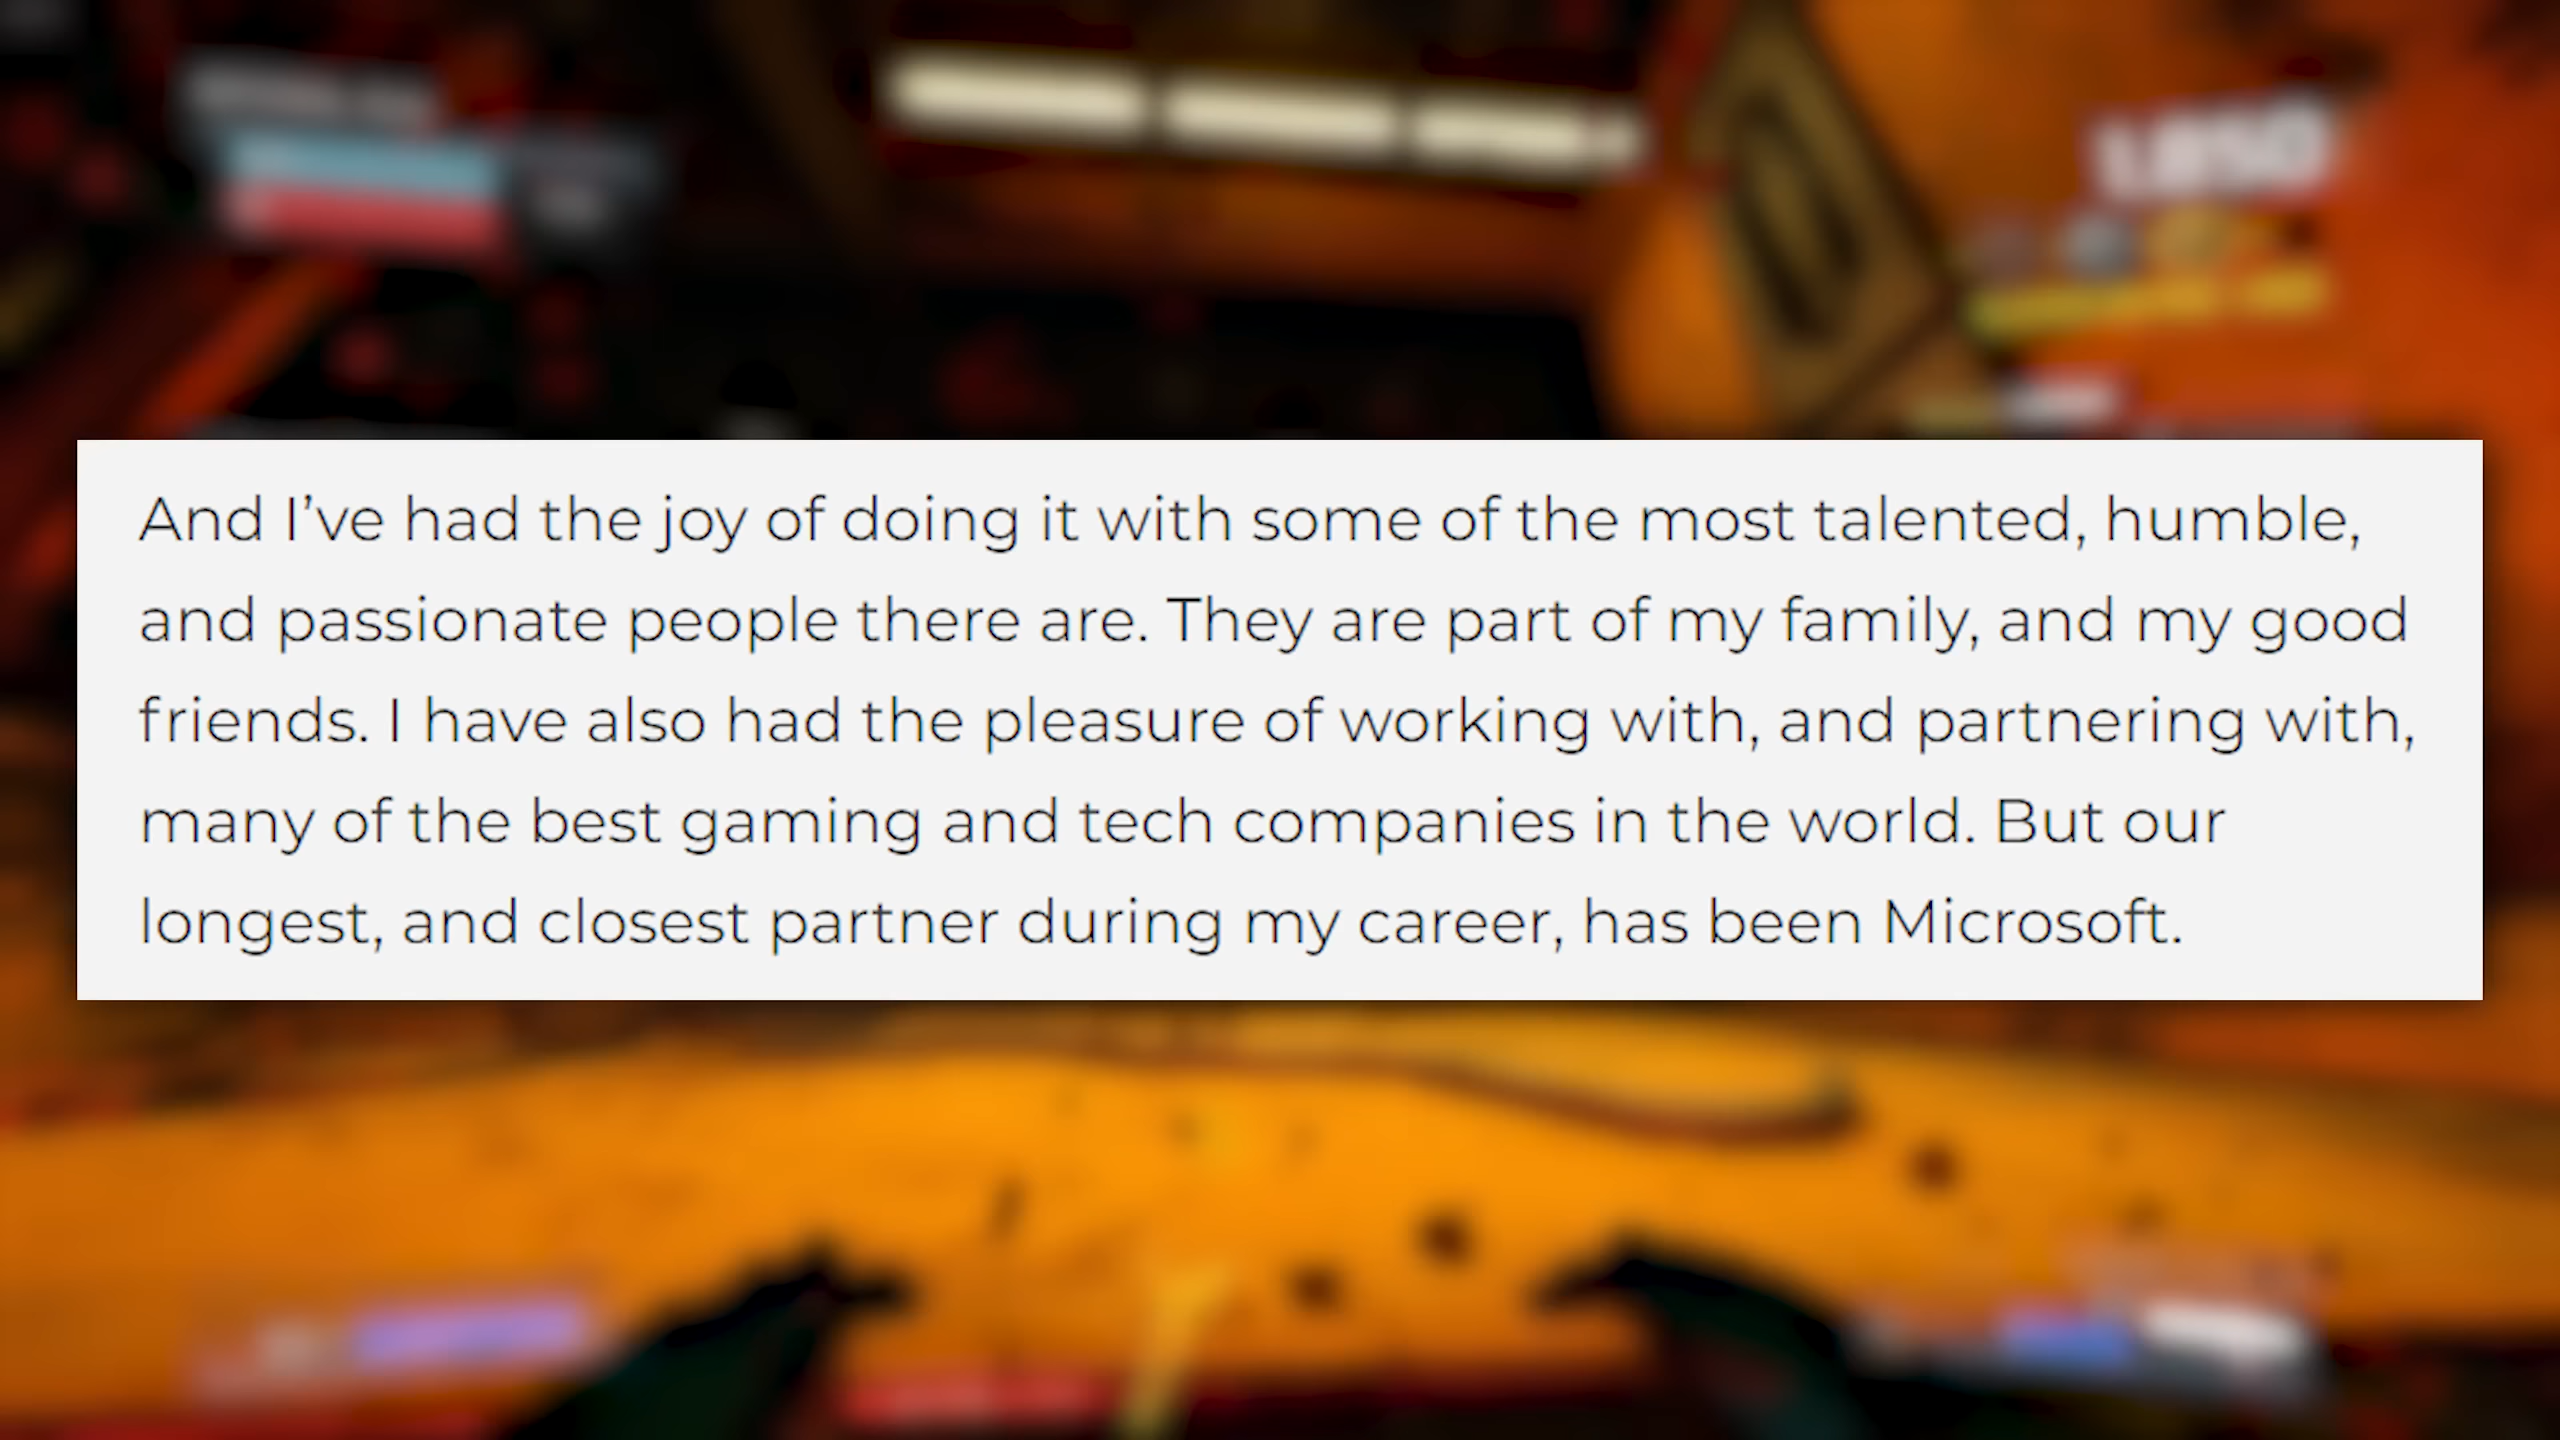 And I’ve had the joy of doing it with some of the most talented, humble,
and passionate people there are. They are part of my family, and my good
friends. I have also had the pleasure of working with, and partnering with,
many of the best gaming and tech companies in the world. But our
longest, and closest partner during my career, has been Microsoft.